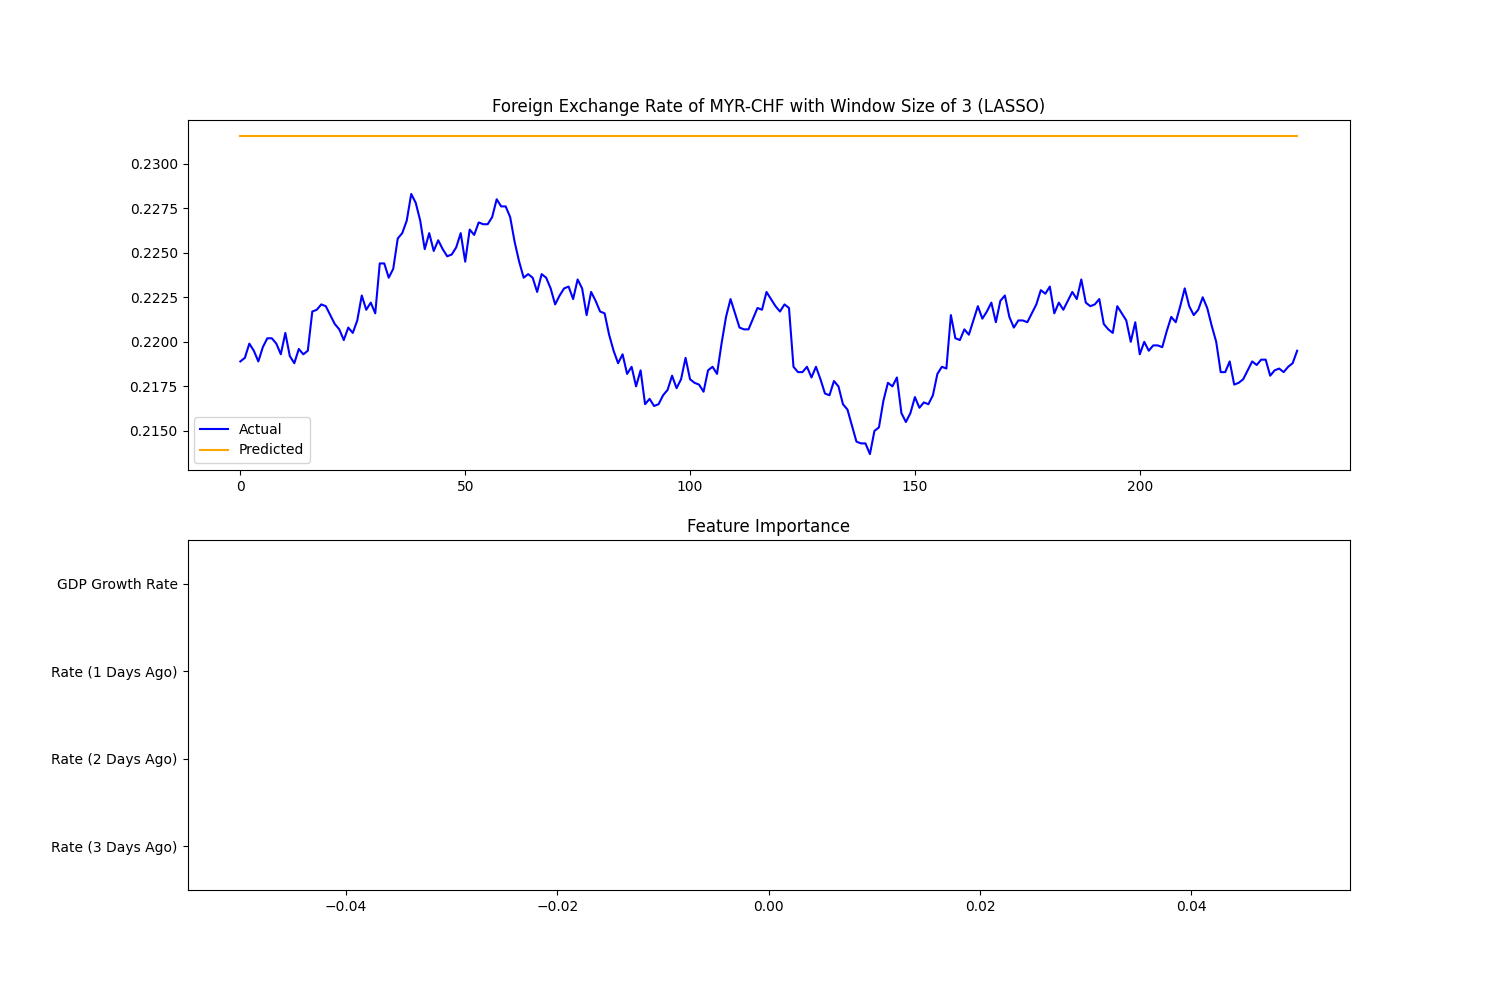 Foreign Exchange Rate of MYR-CHF with Window Size of 3 (LASSO)
0.2300
0.2275
0.2250
0.2225
0.2200
0.2175
0.2150
Actual
Predicted
0 50 100 150 200
Feature Importance
GDP Growth Rate
Rate (1 Days Ago)
Rate (2 Days Ago)
Rate (3 Days Ago)
−0.04 −0.02 0.00 0.02 0.04